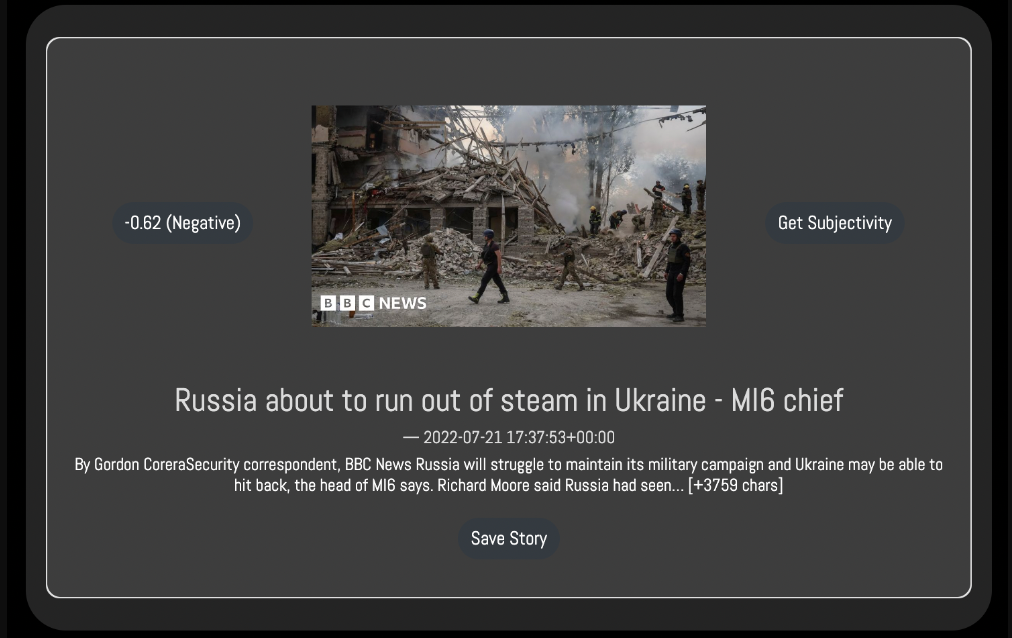 -0.62 (Negative)
Get Subjectivity
BBC NEWS
Russia about to run out of steam in Ukraine - MI6 chief
— 2022-07-21 17:37:53+00:00
By Gordon CoreraSecurity correspondent, BBC News Russia will struggle to maintain its military campaign and Ukraine may be able to
hit back, the head of MI6 says. Richard Moore said Russia had seen... [+3759 chars]
Save Story